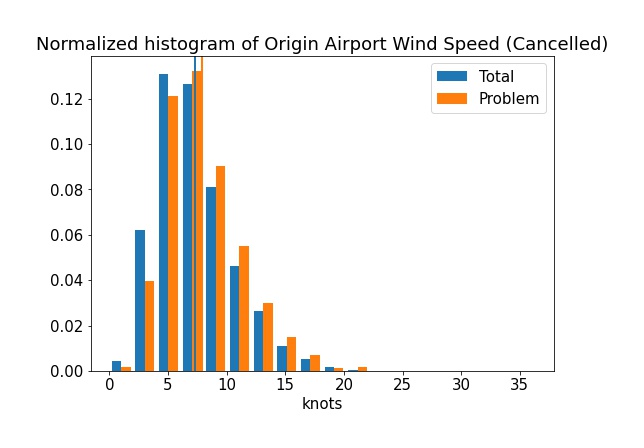 Normalized histogram of Origin Airport Wind Speed (Cancelled)
Total
Problem
0.12
0.10
0.08
0.06
0.04
0.02
0.00
0 5 10 15 20 25 30 35
knots